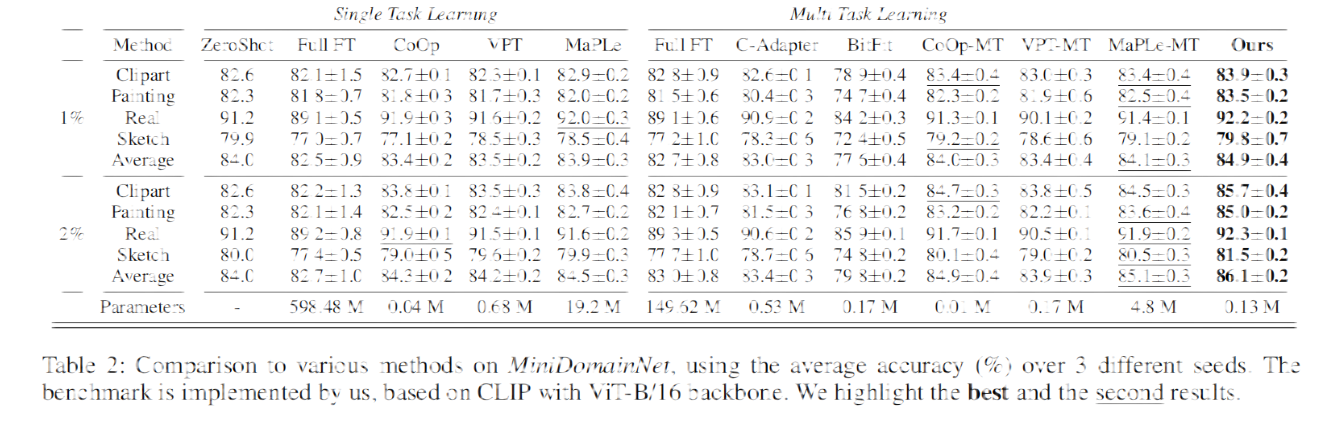 Single Task Learning Multi Task Learning
Method ZeroShot Full FT CoOp VPT MaPLe Full FT C-Adapter BitFit CoOp-MT VPT-MT MaPLe-MT Ours
Clipart 82.6 82.1±1.5 82.7±0.1 82.3±0.1 82.9±0.2 82.8±0.9 82.6±0.1 78.9±0.4 83.4±0.4 83.0±0.3 83.4±0.4 83.9±0.3
Painting 82.3 81.8±0.7 81.8±0.3 81.7±0.3 82.0±0.2 81.5±0.6 80.4±0.3 74.7±0.4 82.3±0.2 81.9±0.6 82.5±0.4 83.5±0.2
1% Real 91.2 89.1±0.5 91.9±0.3 91.6±0.2 92.0±0.3 89.1±0.6 90.9±0.2 84.2±0.3 91.3±0.1 90.1±0.2 91.4±0.1 92.2±0.2
Sketch 79.9 77.0±0.7 77.1±0.2 78.5±0.3 78.5±0.4 77.2±1.0 78.3±0.6 72.4±0.5 79.2±0.2 78.6±0.6 79.1±0.2 79.8±0.7
Average 84.0 82.5±0.9 83.4±0.2 83.5±0.2 83.9±0.3 82.7±0.8 83.0±0.3 77.6±0.4 84.0±0.3 83.4±0.4 84.1±0.3 84.9±0.4
Clipart 82.6 82.2±1.3 83.8±0.1 83.5±0.3 83.8±0.4 82.8±0.9 83.1±0.1 81.5±0.2 84.7±0.3 83.8±0.5 84.5±0.3 85.7±0.4
Painting 82.3 82.1±1.4 82.5±0.2 82.4±0.1 82.7±0.2 82.1±0.7 81.5±0.3 76.8±0.2 83.2±0.2 82.2±0.1 83.6±0.4 85.0±0.2
2% Real 91.2 89.2±0.8 91.9±0.1 91.5±0.1 91.6±0.2 89.3±0.5 90.6±0.2 85.9±0.1 91.7±0.1 90.5±0.1 91.9±0.2 92.3±0.1
Sketch 80.0 77.4±0.5 79.0±0.5 79.6±0.2 79.9±0.3 77.7±1.0 78.7±0.6 74.8±0.2 80.1±0.4 79.0±0.2 80.5±0.3 81.5±0.2
Average 84.0 82.7±1.0 84.3±0.2 84.2±0.2 84.5±0.3 83.0±0.8 83.4±0.3 79.8±0.2 84.9±0.4 83.9±0.3 85.1±0.3 86.1±0.2
Parameters - 598.48 M 0.04 M 0.68 M 19.2 M 149.62 M 0.53 M 0.17 M 0.01 M 0.17 M 4.8 M 0.13 M
Table 2: Comparison to various methods on MiniDomainNet, using the average accuracy (%) over 3 different seeds. The
benchmark is implemented by us, based on CLIP with ViT-B/16 backbone. We highlight the best and the second results.